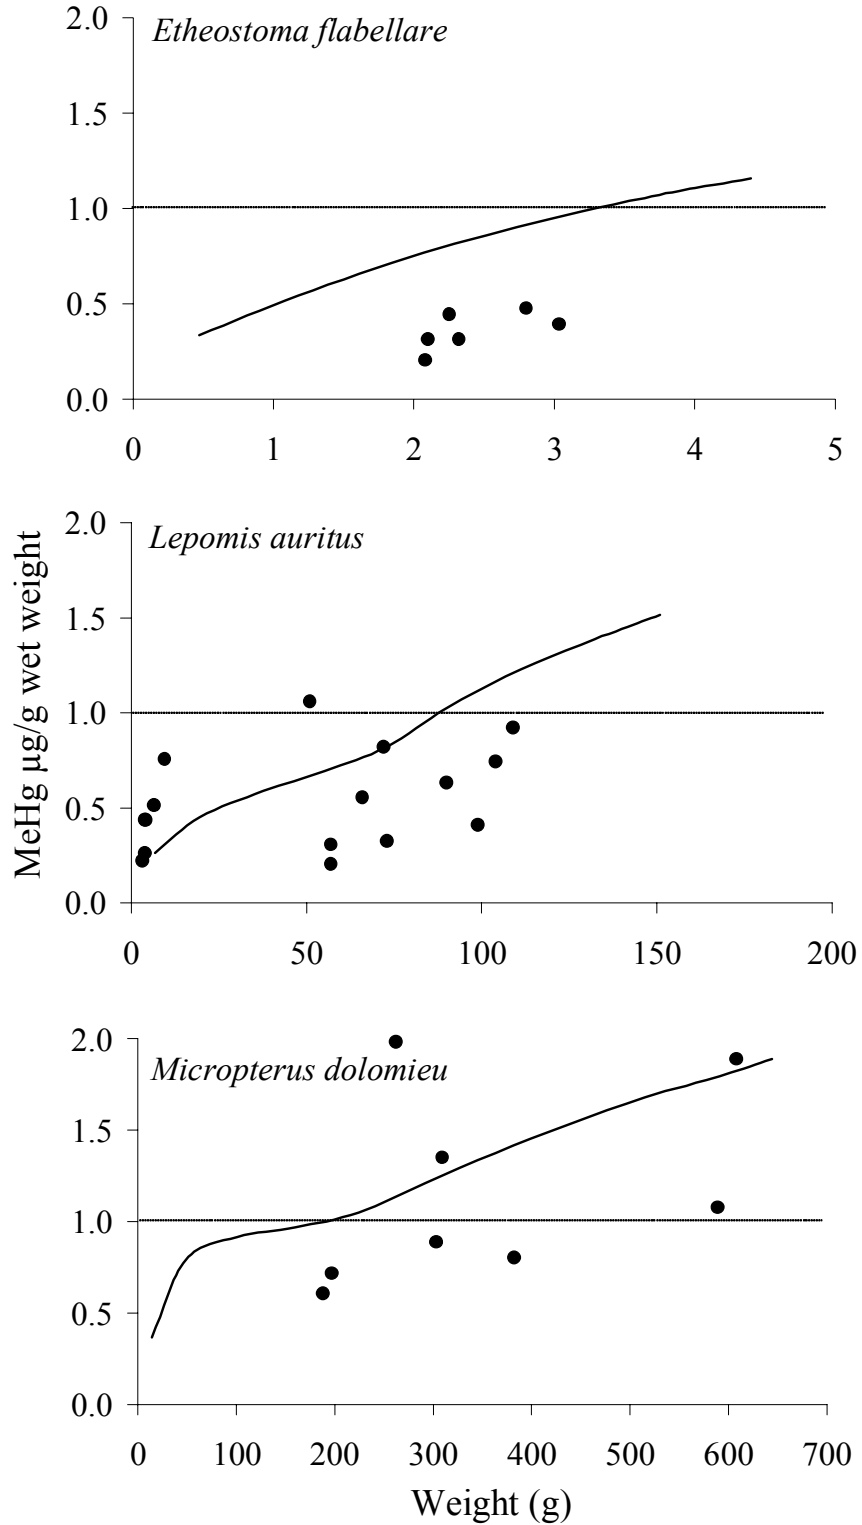 2.0
Etheostoma flabellare
1.5
1.0
0.5
0.0
0 1 2 3 4 5
MeHg µg/g wet weight
2.0
Lepomis auritus
1.5
1.0
0.5
0.0
0 50 100 150 200
2.0
Micropterus dolomieu
1.5
1.0
0.5
0.0
0 100 200 300 400 500 600 700
Weight (g)